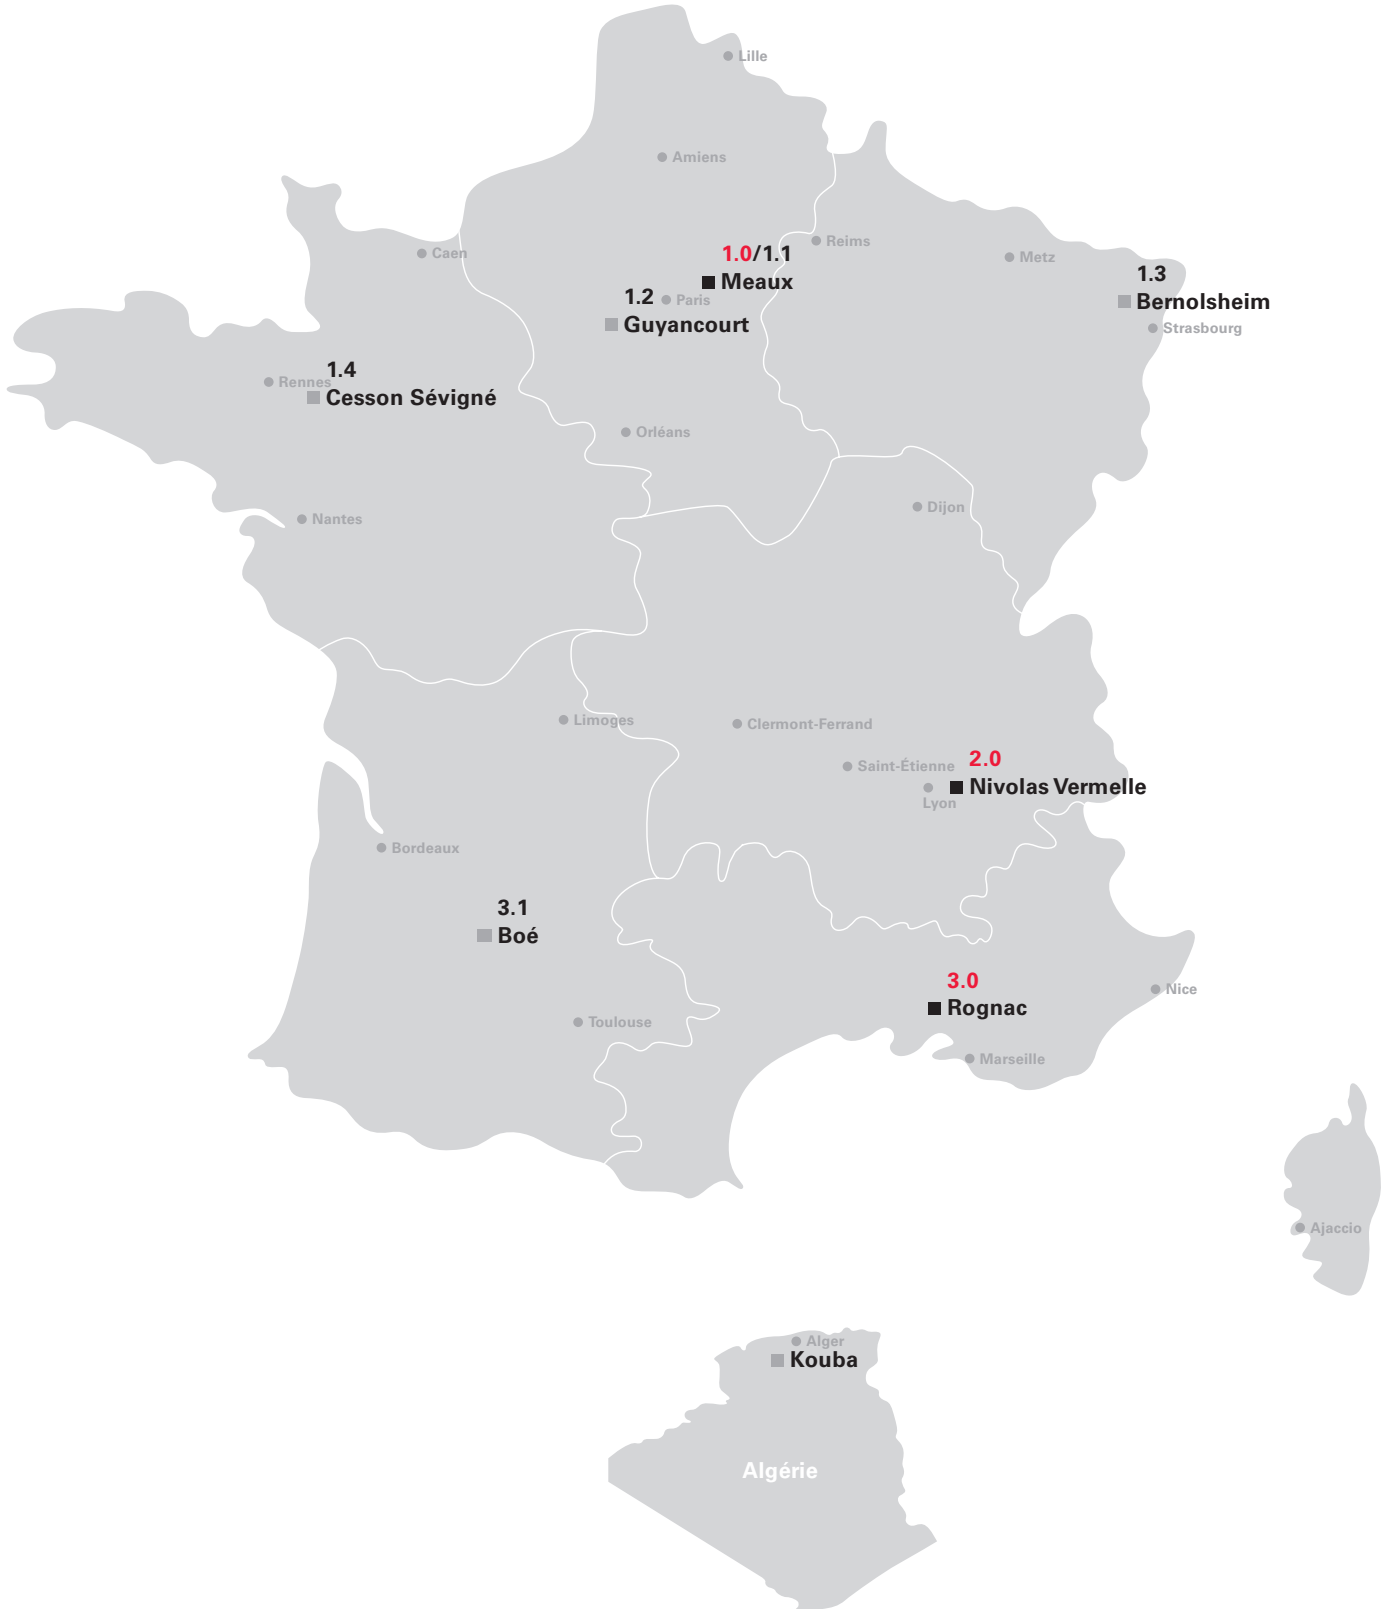 Lille
Amiens
Caen
Reims
Metz
1.0/1.1
Meaux
1.2
Paris
Guyancourt
1.3
Bernolsheim
Strasbourg
1.4
Rennes
Cesson Sévigné
Orléans
Nantes
Dijon
Limoges
Clermont-Ferrand
Saint-Étienne
2.0
Nivolas Vermelle
Lyon
Bordeaux
3.1
Boé
3.0
Rognac
Nice
Toulouse
Marseille
Ajaccio
Alger
Kouba
Algérie